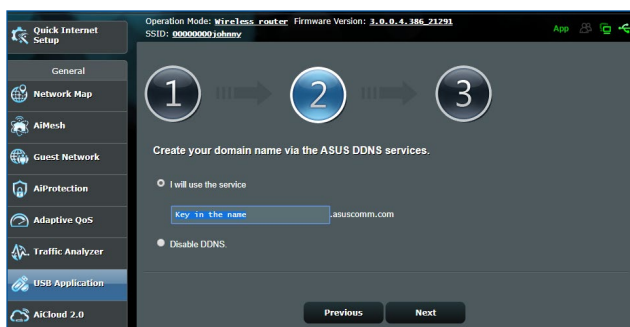 Quick Internet
Setup
Operation Mode: Wireless router Firmware Version: 3.0.0.4.386_21291
SSID: 00000000johnny
App
General
Network Map
AiMesh
Guest Network
AiProtection
Adaptive QoS
Traffic Analyzer
USB Application
AiCloud 2.0
1
2
3
Create your domain name via the ASUS DDNS services.
I will use the service
Key in the name .asuscomm.com
Disable DDNS.
Previous Next